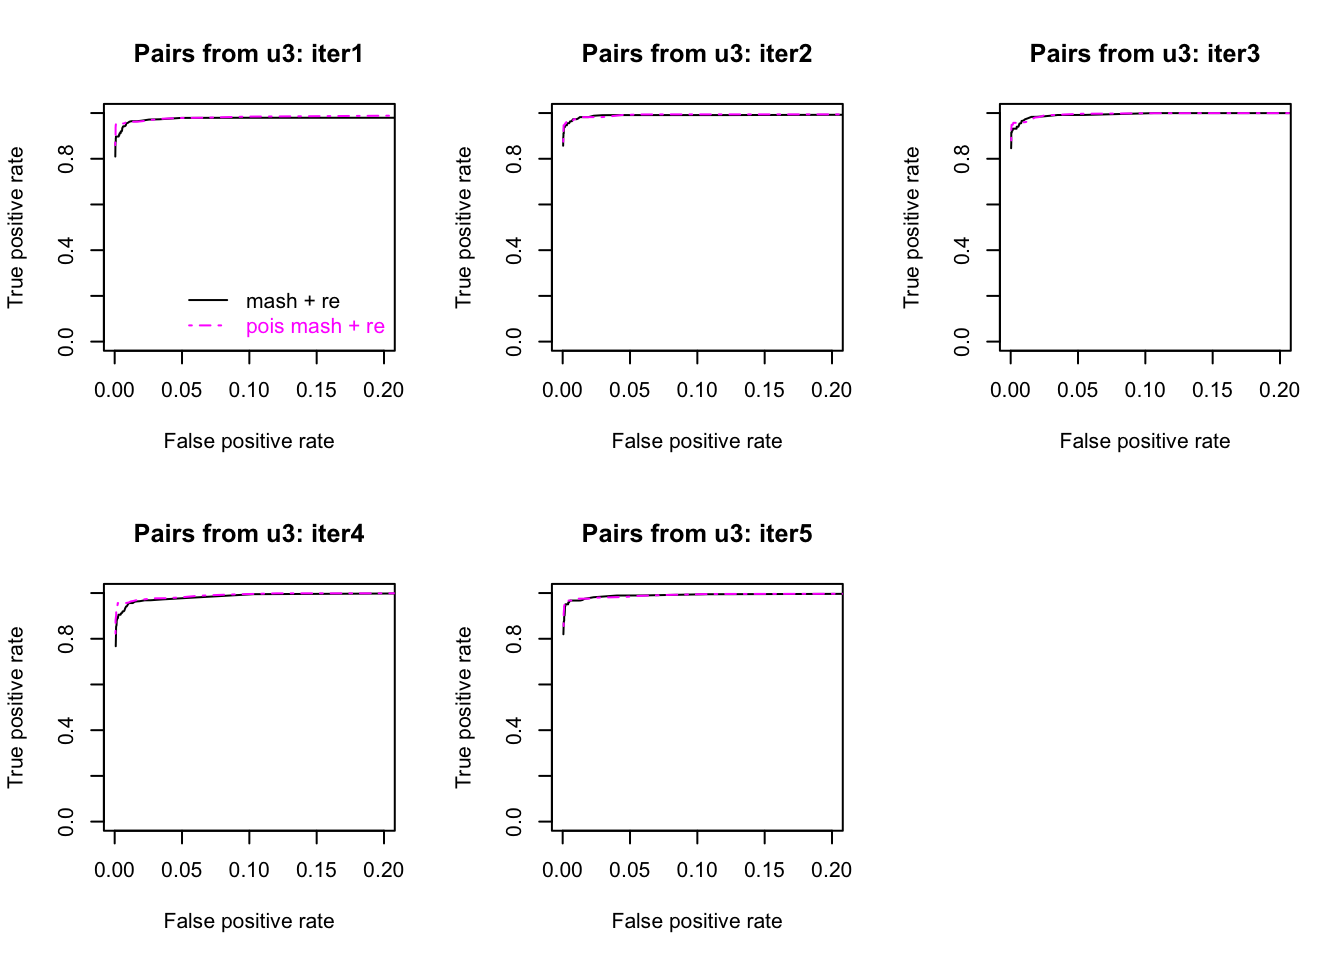 Pairs from u3: iter1
True positive rate
0.8
0.4
0.0
mash + re
pois mash + re
0.00 0.05 0.10 0.15 0.20
False positive rate
Pairs from u3: iter2
True positive rate
0.8
0.4
0.0
0.00 0.05 0.10 0.15 0.20
False positive rate
Pairs from u3: iter3
True positive rate
0.8
0.4
0.0
0.00 0.05 0.10 0.15 0.20
False positive rate
Pairs from u3: iter4
True positive rate
0.8
0.4
0.0
0.00 0.05 0.10 0.15 0.20
False positive rate
Pairs from u3: iter5
True positive rate
0.8
0.4
0.0
0.00 0.05 0.10 0.15 0.20
False positive rate